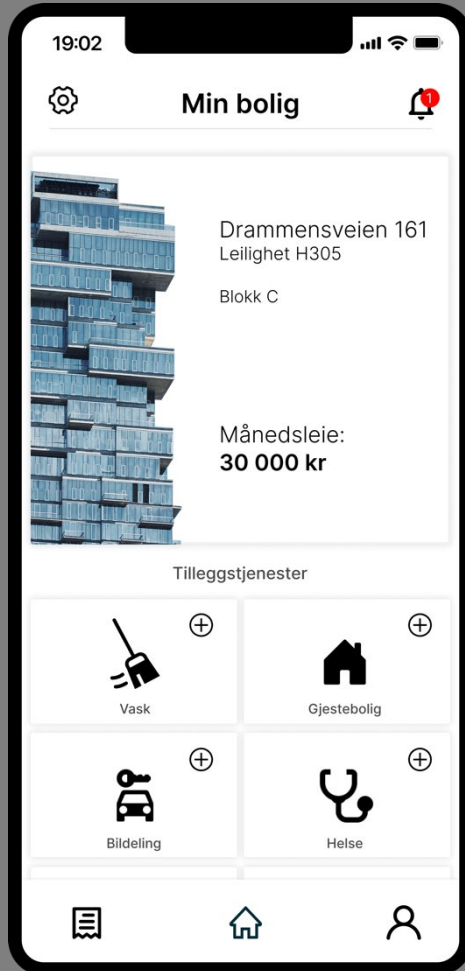 19:02
Min bolig
1
Drammensveien 161
Leilighet H305
Blokk C
Månedsleie:
30 000 kr
Tilleggstjenester
Vask
Gjestebolig
Bildeling
Helse